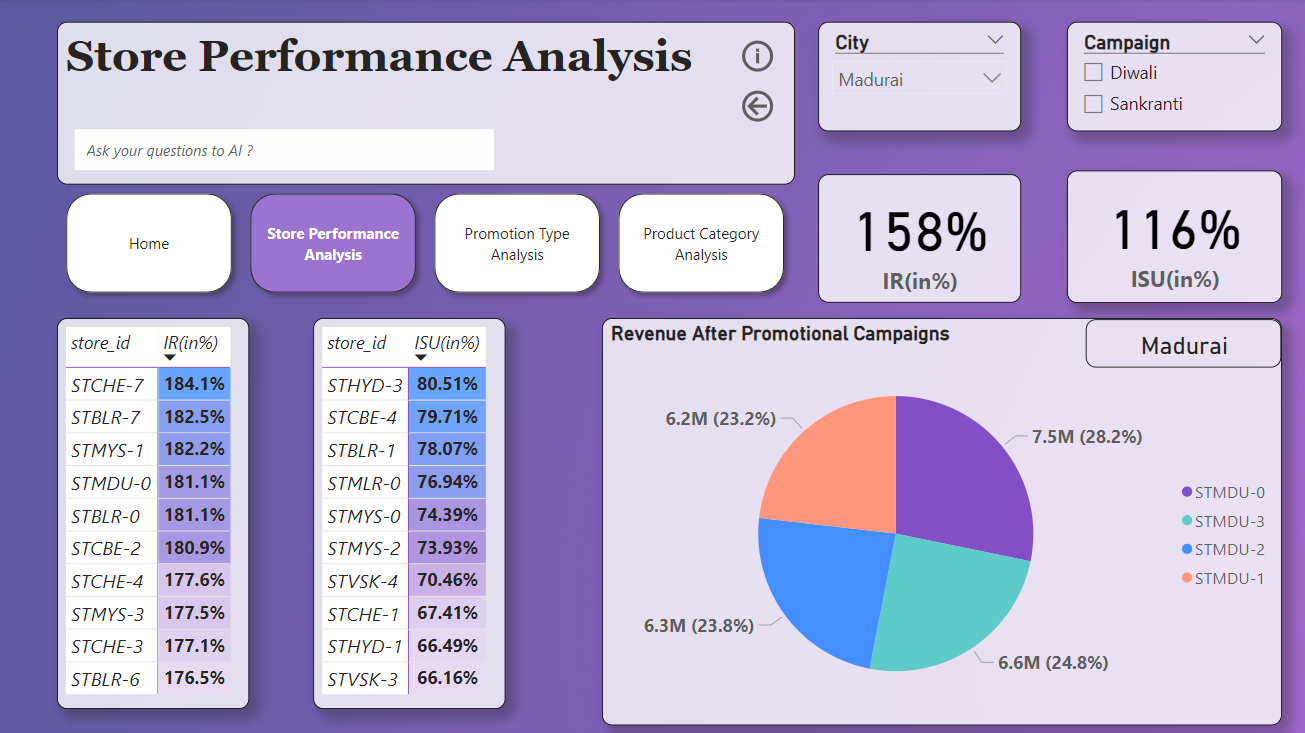 Store Performance Analysis
Ask your questions to AI ?
City
Madurai
Campaign
Diwali
Sankranti
Home
Store Performance
Analysis
Promotion Type
Analysis
Product Category
Analysis
158%
IR(in%)
116%
ISU(in%)
store_id IR(in%)
STCHE-7 184.1%
STBLR-7 182.5%
STMYS-1 182.2%
STMDU-0 181.1%
STBLR-0 181.1%
STCBE-2 180.9%
STCHE-4 177.6%
STMYS-3 177.5%
STCHE-3 177.1%
STBLR-6 176.5%
store_id ISU(in%)
STHYD-3 80.51%
STCBE-4 79.71%
STBLR-1 78.07%
STMLR-0 76.94%
STMYS-0 74.39%
STMYS-2 73.93%
STVSK-4 70.46%
STCHE-1 67.41%
STHYD-1 66.49%
STVSK-3 66.16%
Revenue After Promotional Campaigns
Madurai
6.2M (23.2%)
7.5M (28.2%)
6.3M (23.8%)
6.6M (24.8%)
STMDU-0
STMDU-3
STMDU-2
STMDU-1